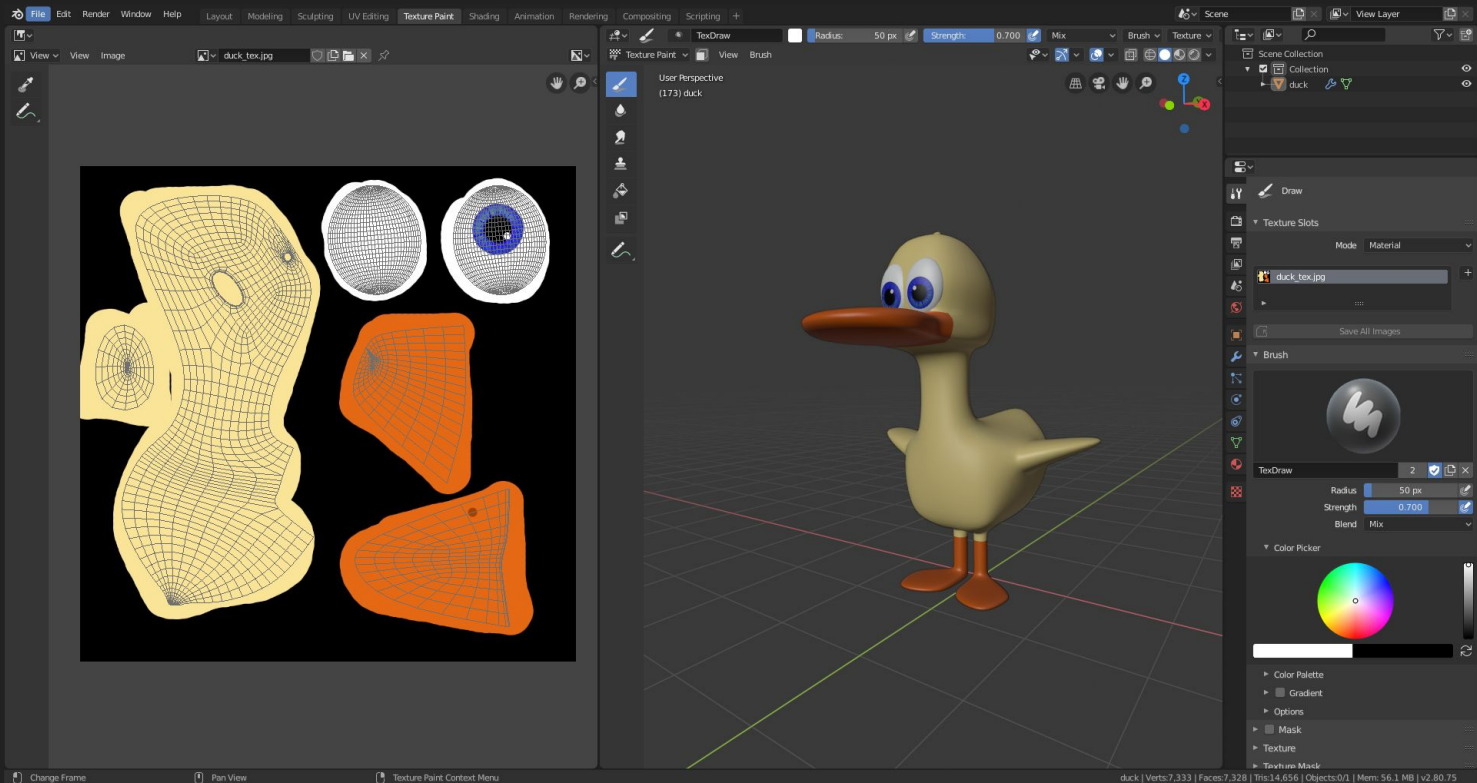 File Edit Render Window Help Layout Modeling Sculpting UV Editing Texture Paint Shading Animation Rendering Compositing Scripting + Scene View Layer
TexDraw Radius: 50 px Strength: 0.700 Mix Brush Texture
View View Image duck_tex.jpg Texture Paint View Brush
Scene Collection
Collection
duck
User Perspective
(173) duck
Z
X
Draw
Texture Slots
Mode Material
duck_tex.jpg
Save All Images
Brush
TexDraw 2
Radius 50 px
Strength 0.700
Blend Mix
Color Picker
Color Palette
Gradient
Options
Mask
Texture
Texture Mask
Change Frame Pan View Texture Paint Context Menu duck | Verts:7,333 | Faces:7,328 | Tris:14,656 | Objects:0/1 | Mem: 56.1 MB | v2.80.75